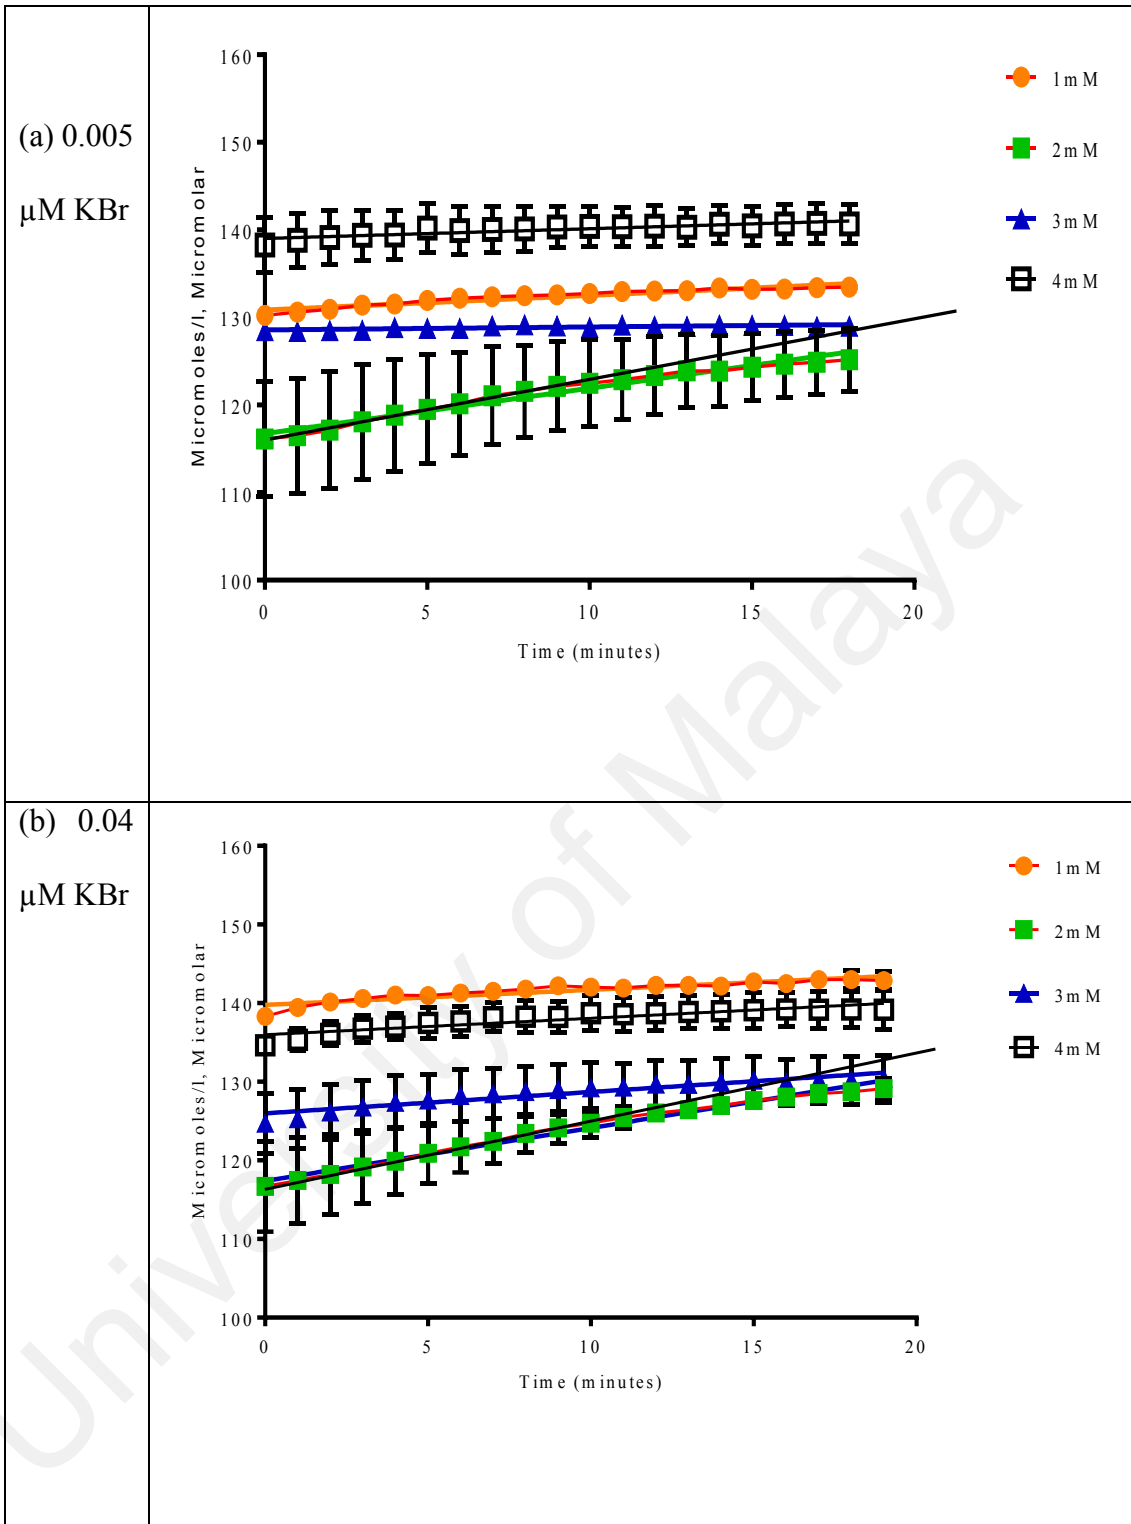 (a) 0.005
µM KBr
160
150
140
130
120
110
100
0
5
10
15
20
Micromoles/l, Micromolar
Time (minutes)
1mM
2mM
3mM
4mM
(b) 0.04
µM KBr
160
150
140
130
120
110
100
0
5
10
15
20
Micromoles/l, Micromolar
Time (minutes)
1mM
2mM
3mM
4mM
University of Malaya